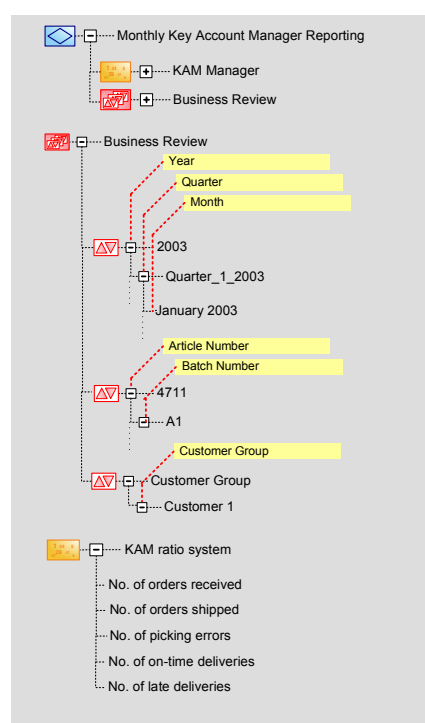 Monthly Key Account Manager Reporting
KAM Manager
Business Review
Business Review
Year
Quarter
Month
2003
Quarter_1_2003
January 2003
Article Number
Batch Number
4711
A1
Customer Group
Customer Group
Customer 1
KAM ratio system
No. of orders received
No. of orders shipped
No. of picking errors
No. of on-time deliveries
No. of late deliveries